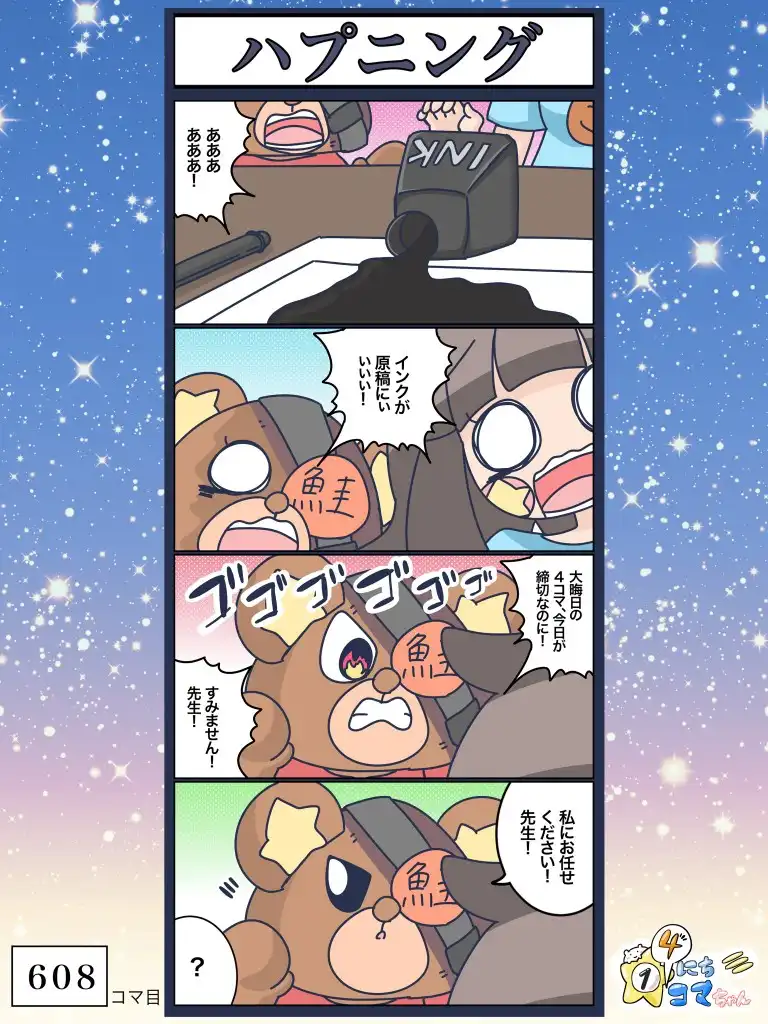 ハプニング
あああ
あああ!
INK
インクが
原稿にぃ
いいい!
鮭
大晦日の
4コマ、今日が
締切なのに!
ゴゴゴゴゴゴ
鮭
すみません!
先生!
私にお任せ
ください!
先生!
鮭
?
608
コマ目
1
にち
4
コマ
ちゃん